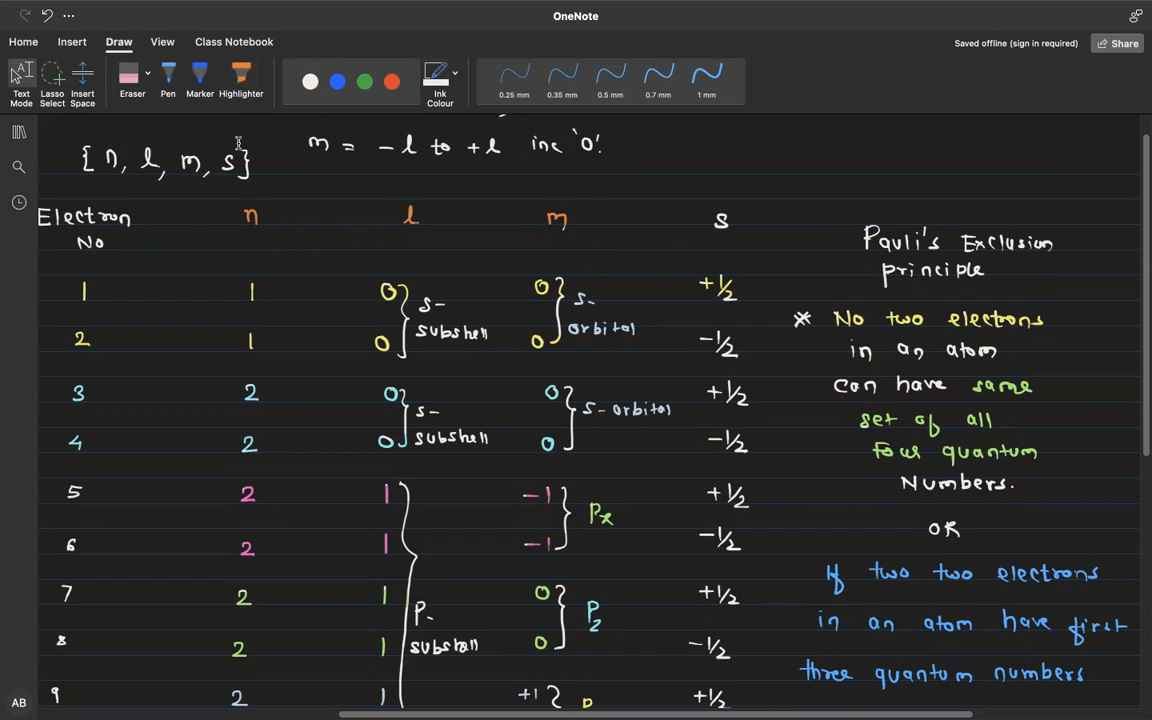 OneNote
Home Insert Draw View Class Notebook
Saved offline (sign in required) Share
Text Mode
Lasso Select
Insert Space
Eraser
Pen
Marker
Highlighter
Ink Colour
0.25 mm 0.35 mm 0.5 mm 0.7 mm 1 mm
[n, l, m, s] m = -l to +l inc '0'.
Electron No n l m s
1 1 0 0 +1/2
s- subshell s- orbital
2 1 0 0 -1/2
3 2 0 0 +1/2
s- subshell s-orbital
4 2 0 0 -1/2
5 2 1 -1 +1/2
Px
6 2 1 -1 -1/2
7 2 1 0 +1/2
P- subshell Pz
8 2 1 0 -1/2
9 2 1 +1 +1/2
Pauli's Exclusion
principle
* No two electrons
in an atom
can have same
set of all
four quantum
Numbers.
OR
If two two electrons
in an atom have first
three quantum numbers
AB